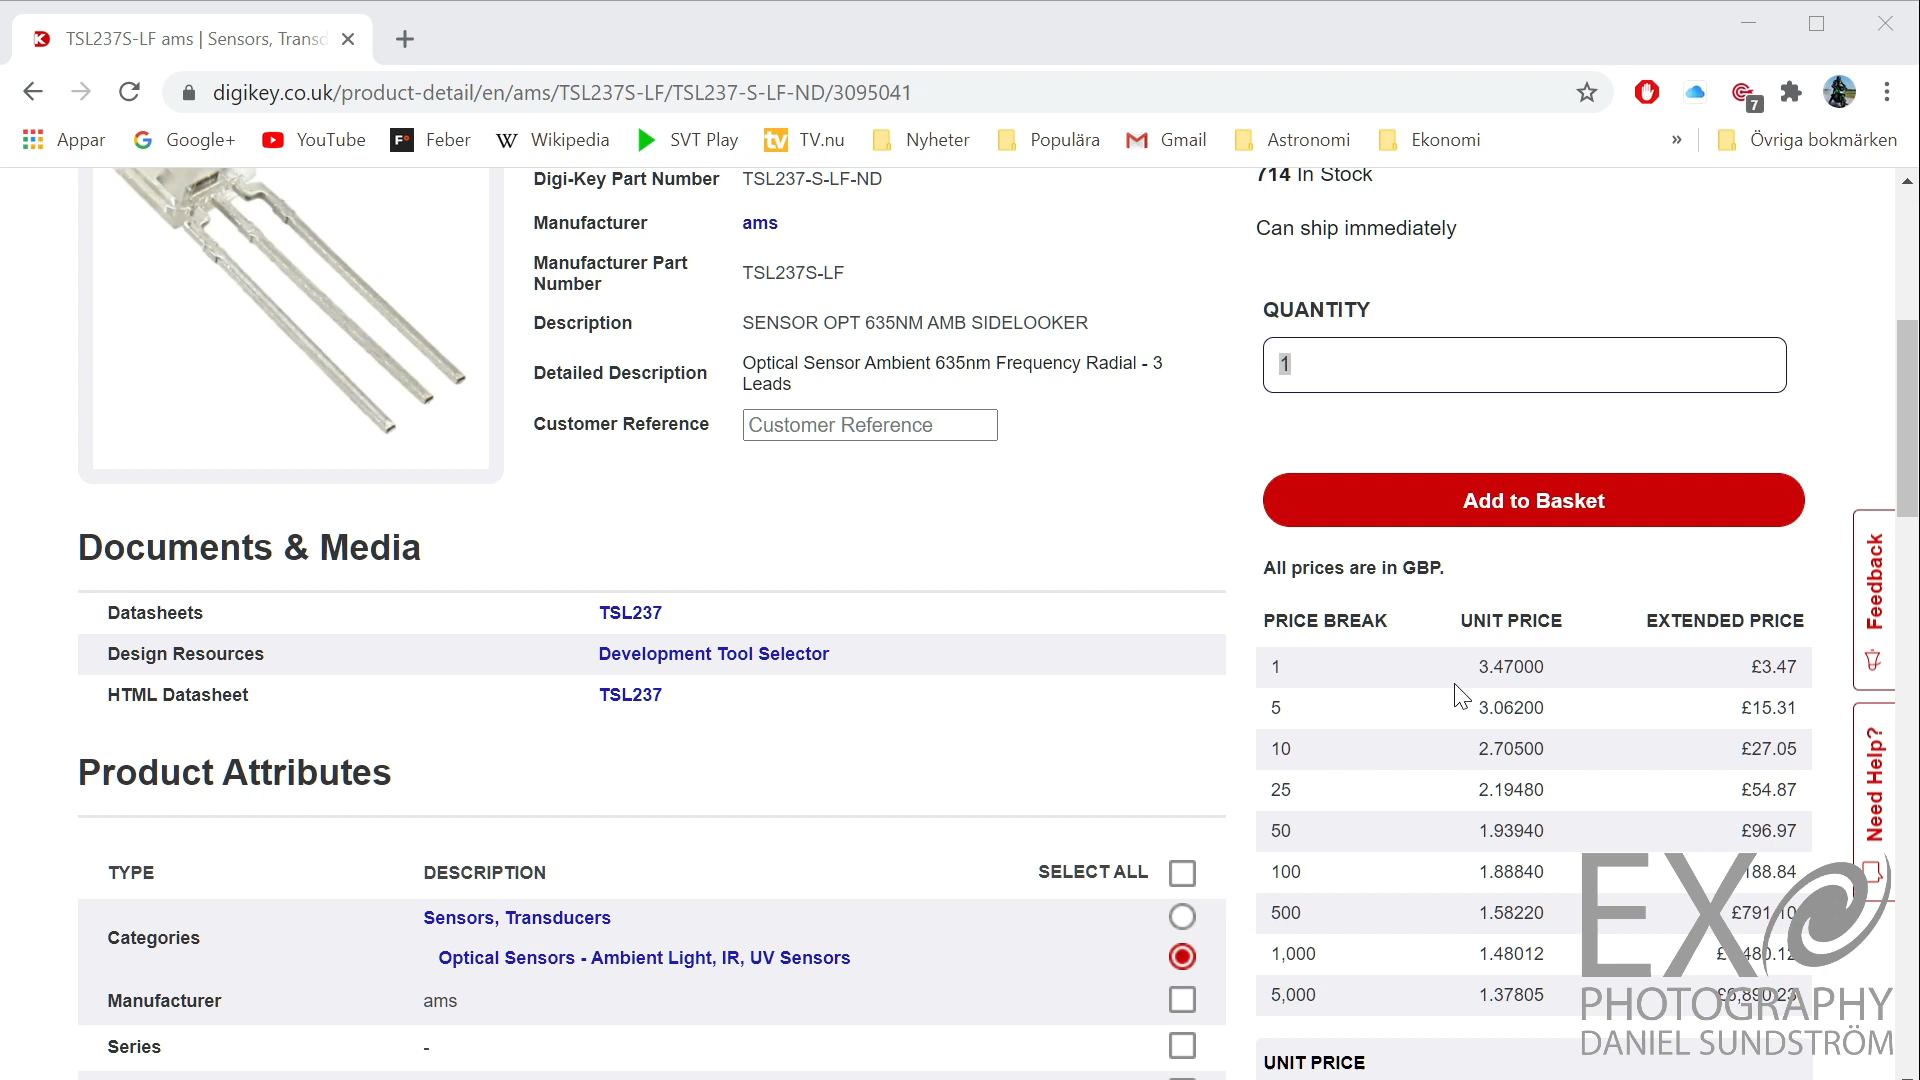 TSL237S-LF ams | Sensors, Transd
digikey.co.uk/product-detail/en/ams/TSL237S-LF/TSL237-S-LF-ND/3095041
7
Appar
Google+
YouTube
Feber
Wikipedia
SVT Play
TV.nu
Nyheter
Populära
Gmail
Astronomi
Ekonomi
»
Övriga bokmärken
Digi-Key Part Number TSL237-S-LF-ND
Manufacturer ams
Manufacturer Part
Number
TSL237S-LF
Description SENSOR OPT 635NM AMB SIDELOOKER
Detailed Description
Optical Sensor Ambient 635nm Frequency Radial - 3
Leads
Customer Reference Customer Reference
714 In Stock
Can ship immediately
QUANTITY
1
Add to Basket
All prices are in GBP.
PRICE BREAK UNIT PRICE EXTENDED PRICE
1 3.47000 £3.47
5 3.06200 £15.31
10 2.70500 £27.05
25 2.19480 £54.87
50 1.93940 £96.97
100 1.88840 188.84
500 1.58220 £791.10
1,000 1.48012
5,000 1.37805
UNIT PRICE
Documents & Media
Datasheets TSL237
Design Resources Development Tool Selector
HTML Datasheet TSL237
Product Attributes
TYPE DESCRIPTION SELECT ALL
Categories
Sensors, Transducers
Optical Sensors - Ambient Light, IR, UV Sensors
Manufacturer ams
Series -
Feedback
Need Help?
EXO
PHOTOGRAPHY
DANIEL SUNDSTRÖM